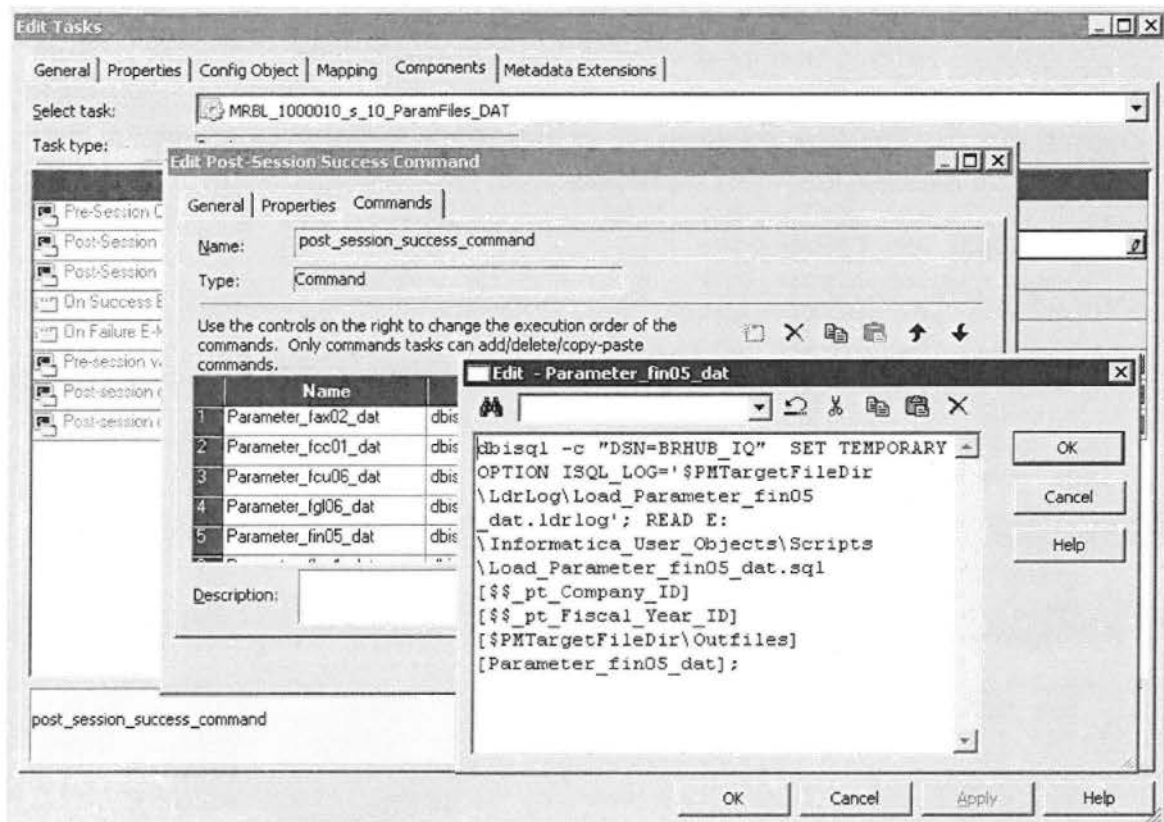 Edit Tasks
General | Properties | Config Object | Mapping Components | Metadata Extensions |
Select task: MRBL_1000010_s_10_ParamFiles_DAT
Task type:
Edit Post-Session Success Command
General | Properties Commands
Pre-Session C
Post-Session
Post-Session
On Success E
On Failure E-M
Pre-session v
Post-session
Post-session
Name: post_session_success_command
Type: Command
Use the controls on the right to change the execution order of the
commands. Only commands tasks can add/delete/copy-paste
commands.
Name
1 Parameter_fax02_dat dbis
2 Parameter_fcc01_dat dbis
3 Parameter_fcu06_dat dbis
4 Parameter_fgl06_dat dbis
5 Parameter_fin05_dat dbis
Description:
Edit - Parameter_fin05_dat
dbisql -c "DSN=BRHUB_IQ" SET TEMPORARY
OPTION ISQL_LOG='$PMTargetFileDir
\LdrLog\Load_Parameter_fin05
_dat.ldrlog'; READ E:
\Informatica_User_Objects\Scripts
\Load_Parameter_fin05_dat.sql
[$$_pt_Company_ID]
[$$_pt_Fiscal_Year_ID]
[$PMTargetFileDir\Outfiles]
[Parameter_fin05_dat];
OK
Cancel
Help
post_session_success_command
OK Cancel Apply Help